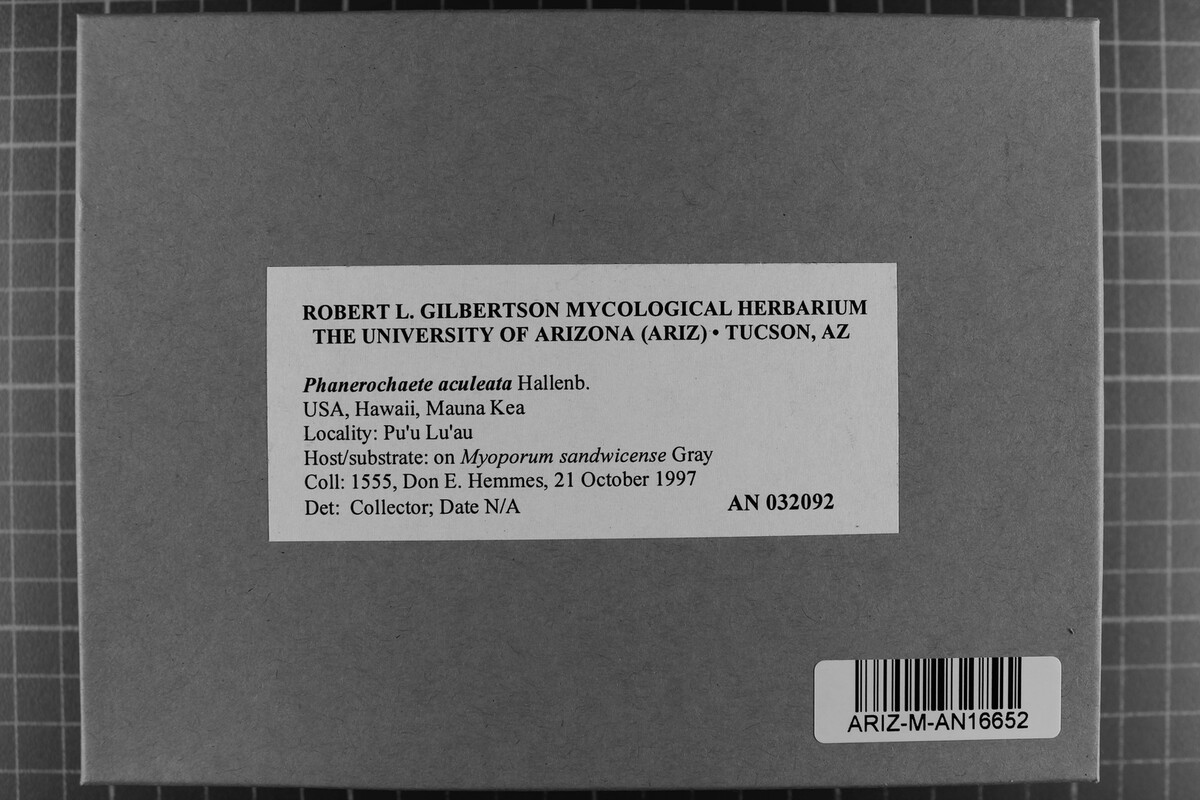 ROBERT L. GILBERTSON MYCOLOGICAL HERBARIUM
THE UNIVERSITY OF ARIZONA (ARIZ) • TUCSON, AZ
Phanerochaete aculeata Hallenb.
USA, Hawaii, Mauna Kea
Locality: Pu'u Lu'au
Host/substrate: on Myoporum sandwicense Gray
Coll: 1555, Don E. Hemmes, 21 October 1997
Det: Collector; Date N/A AN 032092
ARIZ-M-AN16652